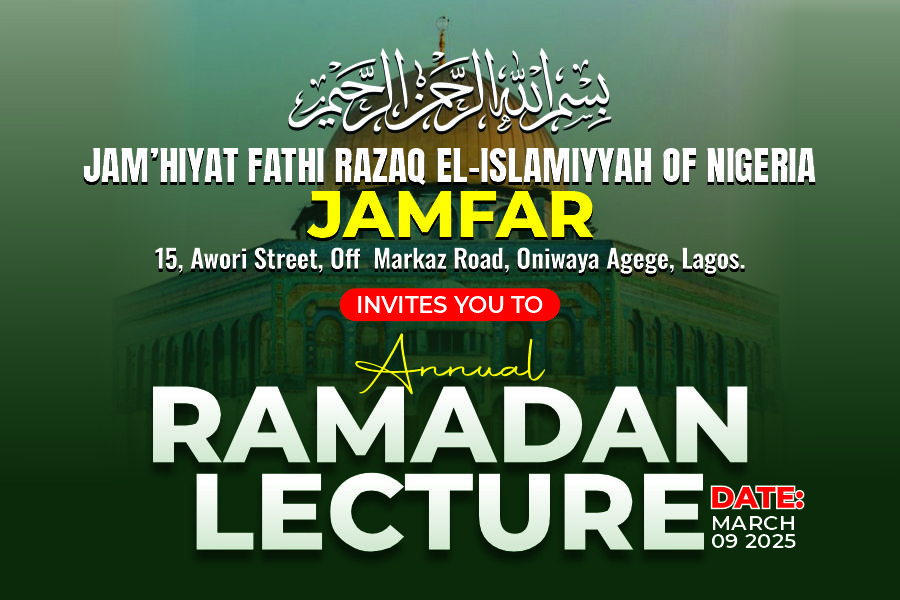 بسم الله الرحمن الرحيم
JAM'HIYAT FATHI RAZAQ EL-ISLAMIYYAH OF NIGERIA
JAMFAR
15, Awori Street, Off Markaz Road, Oniwaya Agege, Lagos.
INVITES YOU TO
Annual
RAMADAN
LECTURE
DATE:
MARCH
09 2025